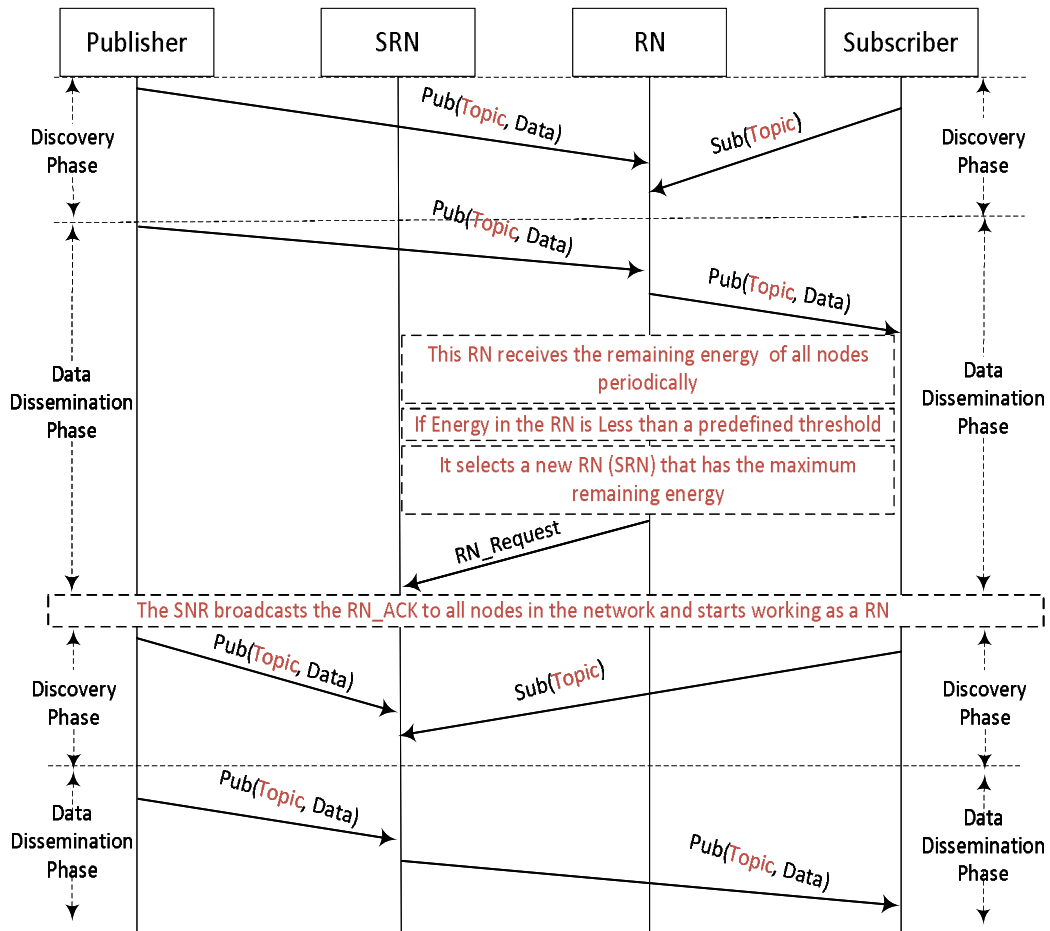 Publisher
SRN
RN
Subscriber
Pub(Topic, Data)
Sub(Topic)
Discovery
Phase
Discovery
Phase
Pub(Topic, Data)
Pub(Topic, Data)
This RN receives the remaining energy of all nodes
periodically
Data
Dissemination
Phase
Data
Dissemination
Phase
If Energy in the RN is Less than a predefined threshold
It selects a new RN (SRN) that has the maximum
remaining energy
RN_Request
The SNR broadcasts the RN_ACK to all nodes in the network and starts working as a RN
Pub(Topic, Data)
Sub(Topic)
Discovery
Phase
Discovery
Phase
Pub(Topic, Data)
Data
Dissemination
Phase
Pub(Topic, Data)
Data
Dissemination
Phase